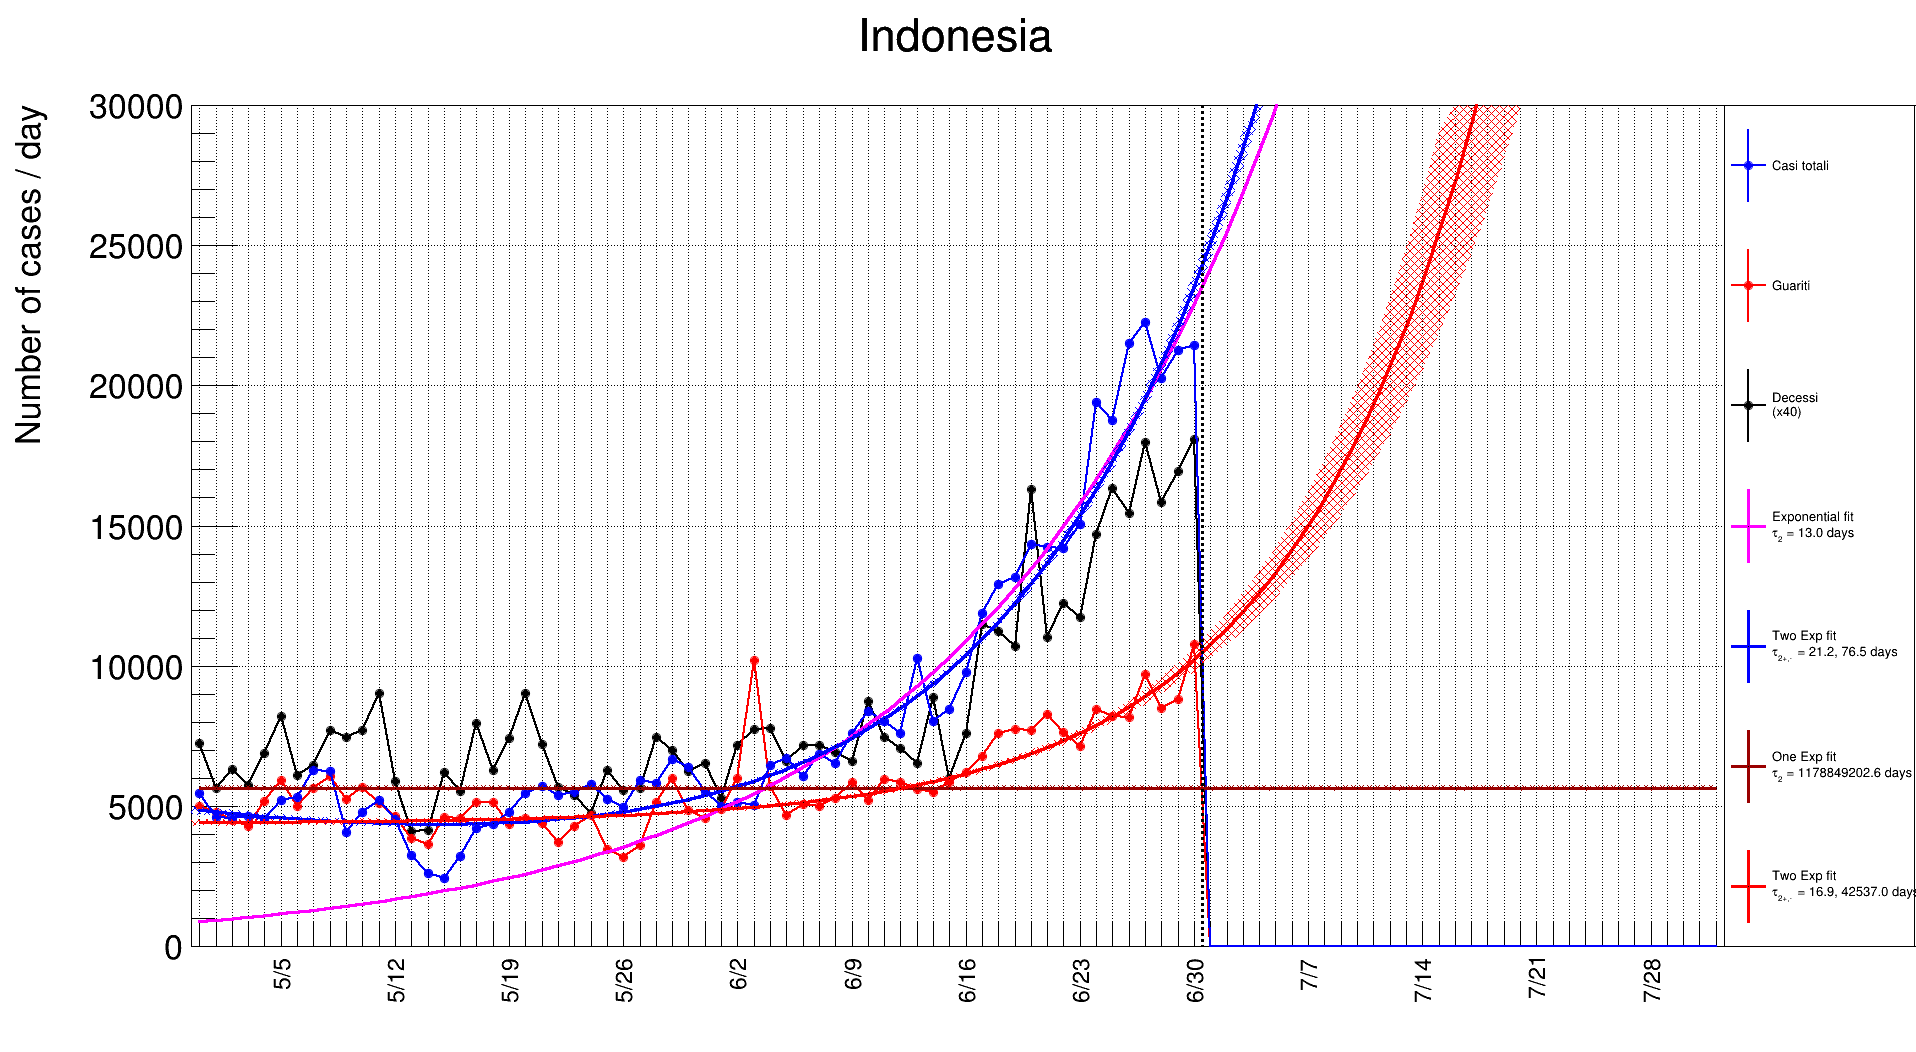 Indonesia
Number of cases / day
30000
25000
20000
15000
10000
5000
0
5/5
5/12
5/19
5/26
6/2
6/9
6/16
6/23
6/30
7/7
7/14
7/21
7/28
Casi totali
Guariti
Decessi
(x40)
Exponential fit
τ2 = 13.0 days
Two Exp fit
τ2+,- = 21.2, 76.5 days
One Exp fit
τ2 = 1178849202.6 days
Two Exp fit
τ2+,- = 16.9, 42537.0 days